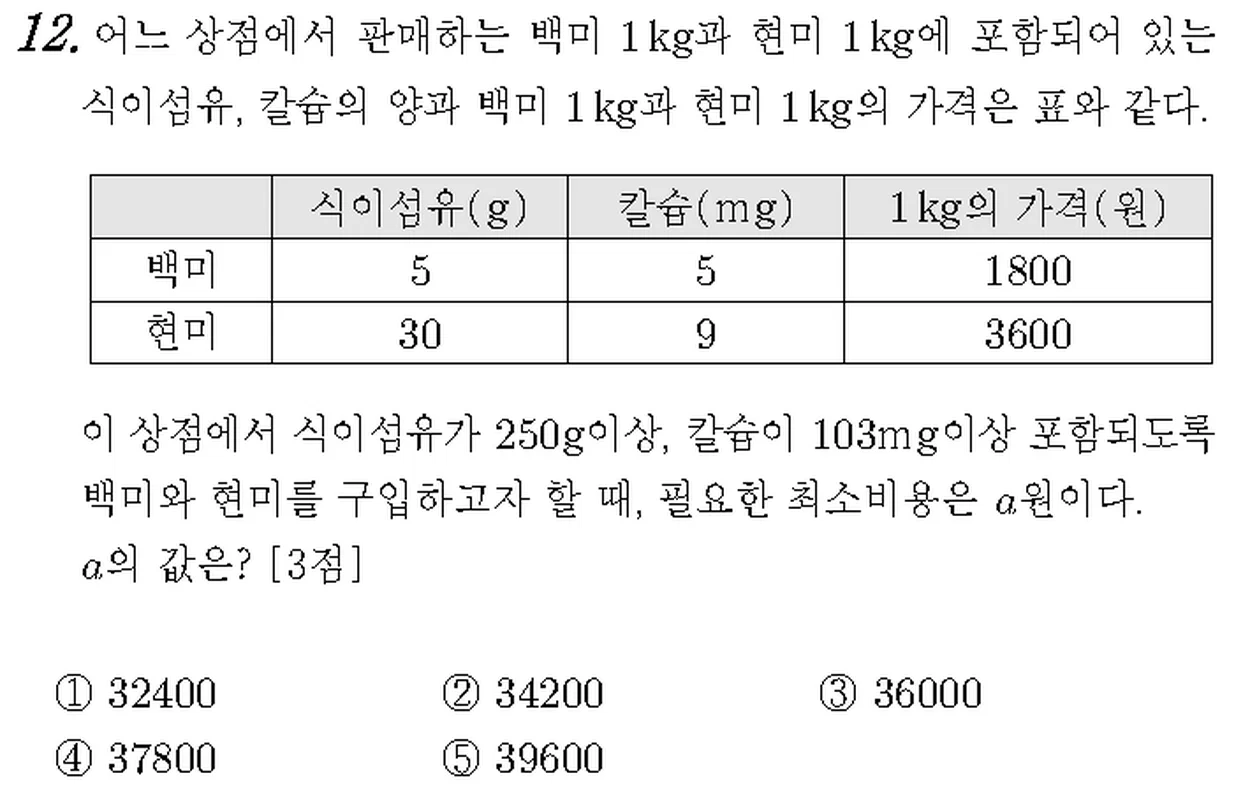 12. 어느 상점에서 판매하는 백미 1kg과 현미 1kg에 포함되어 있는
식이섬유, 칼슘의 양과 백미 1kg과 현미 1kg의 가격은 표와 같다.
식이섬유(g) 칼슘(mg) 1kg의 가격(원)
백미 5 5 1800
현미 30 9 3600
이 상점에서 식이섬유가 250g이상, 칼슘이 103mg이상 포함되도록
백미와 현미를 구입하고자 할 때, 필요한 최소비용은 a원이다.
a의 값은? [3점]
① 32400 ② 34200 ③ 36000
④ 37800 ⑤ 39600